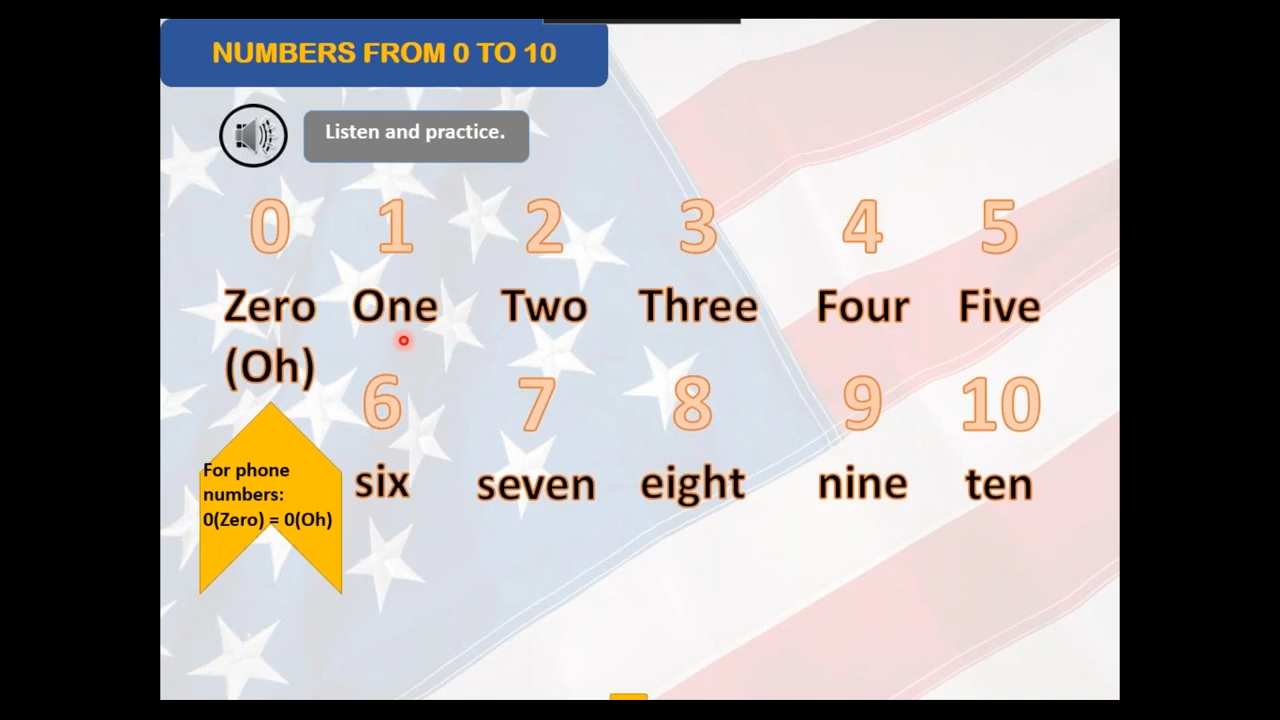 NUMBERS FROM 0 TO 10
Listen and practice.
0 1 2 3 4 5
Zero One Two Three Four Five
(Oh)
6 7 8 9 10
six seven eight nine ten
For phone
numbers:
0(Zero) = 0(Oh)